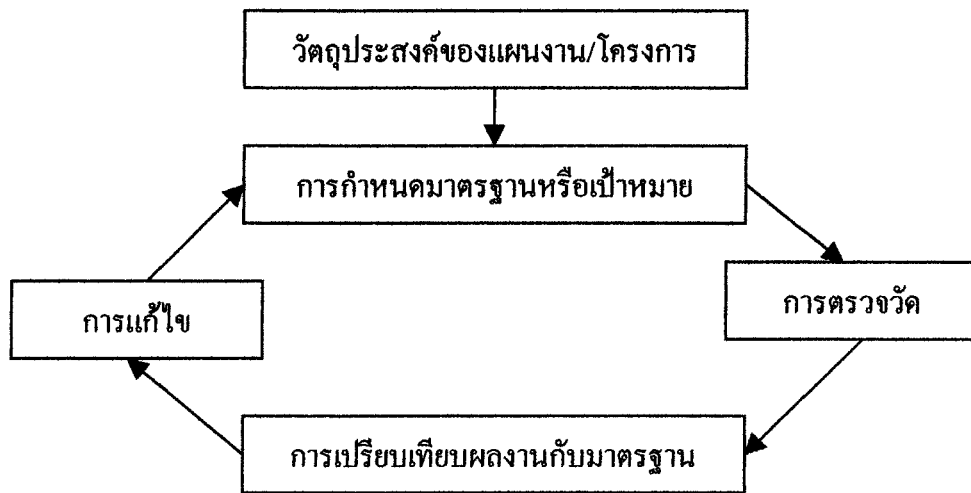 วัตถุประสงค์ของแผนงาน/โครงการ
การกำหนดมาตรฐานหรือเป้าหมาย
การตรวจวัด
การแก้ไข
การเปรียบเทียบผลงานกับมาตรฐาน